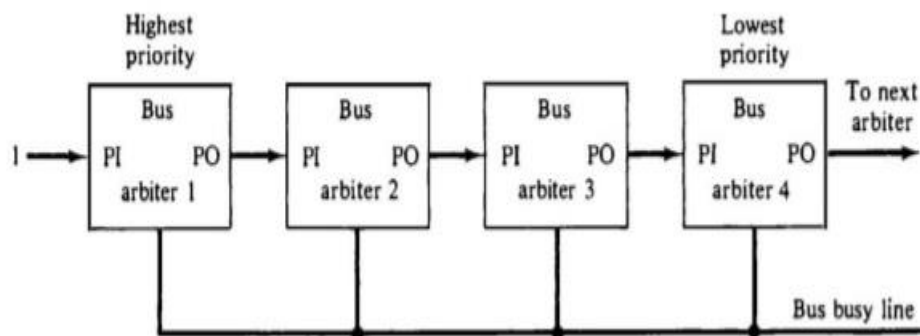 Highest
priority
Lowest
priority
Bus
PI PO
arbiter 1
Bus
PI PO
arbiter 2
Bus
PI PO
arbiter 3
Bus
PI PO
arbiter 4
1
To next
arbiter
Bus busy line